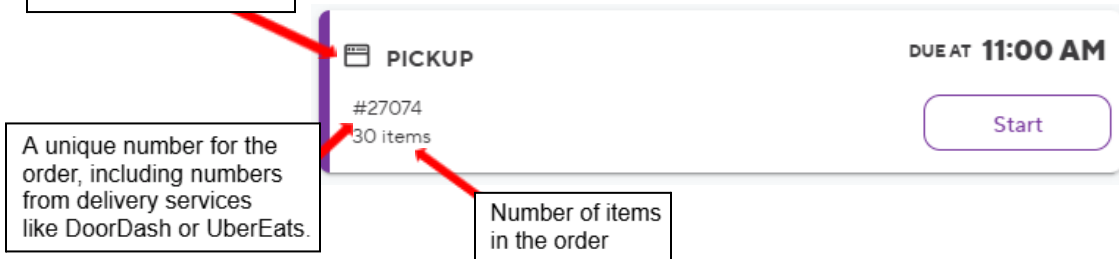 PICKUP
DUE AT 11:00 AM
#27074
30 items
Start
A unique number for the
order, including numbers
from delivery services
like DoorDash or UberEats.
Number of items
in the order